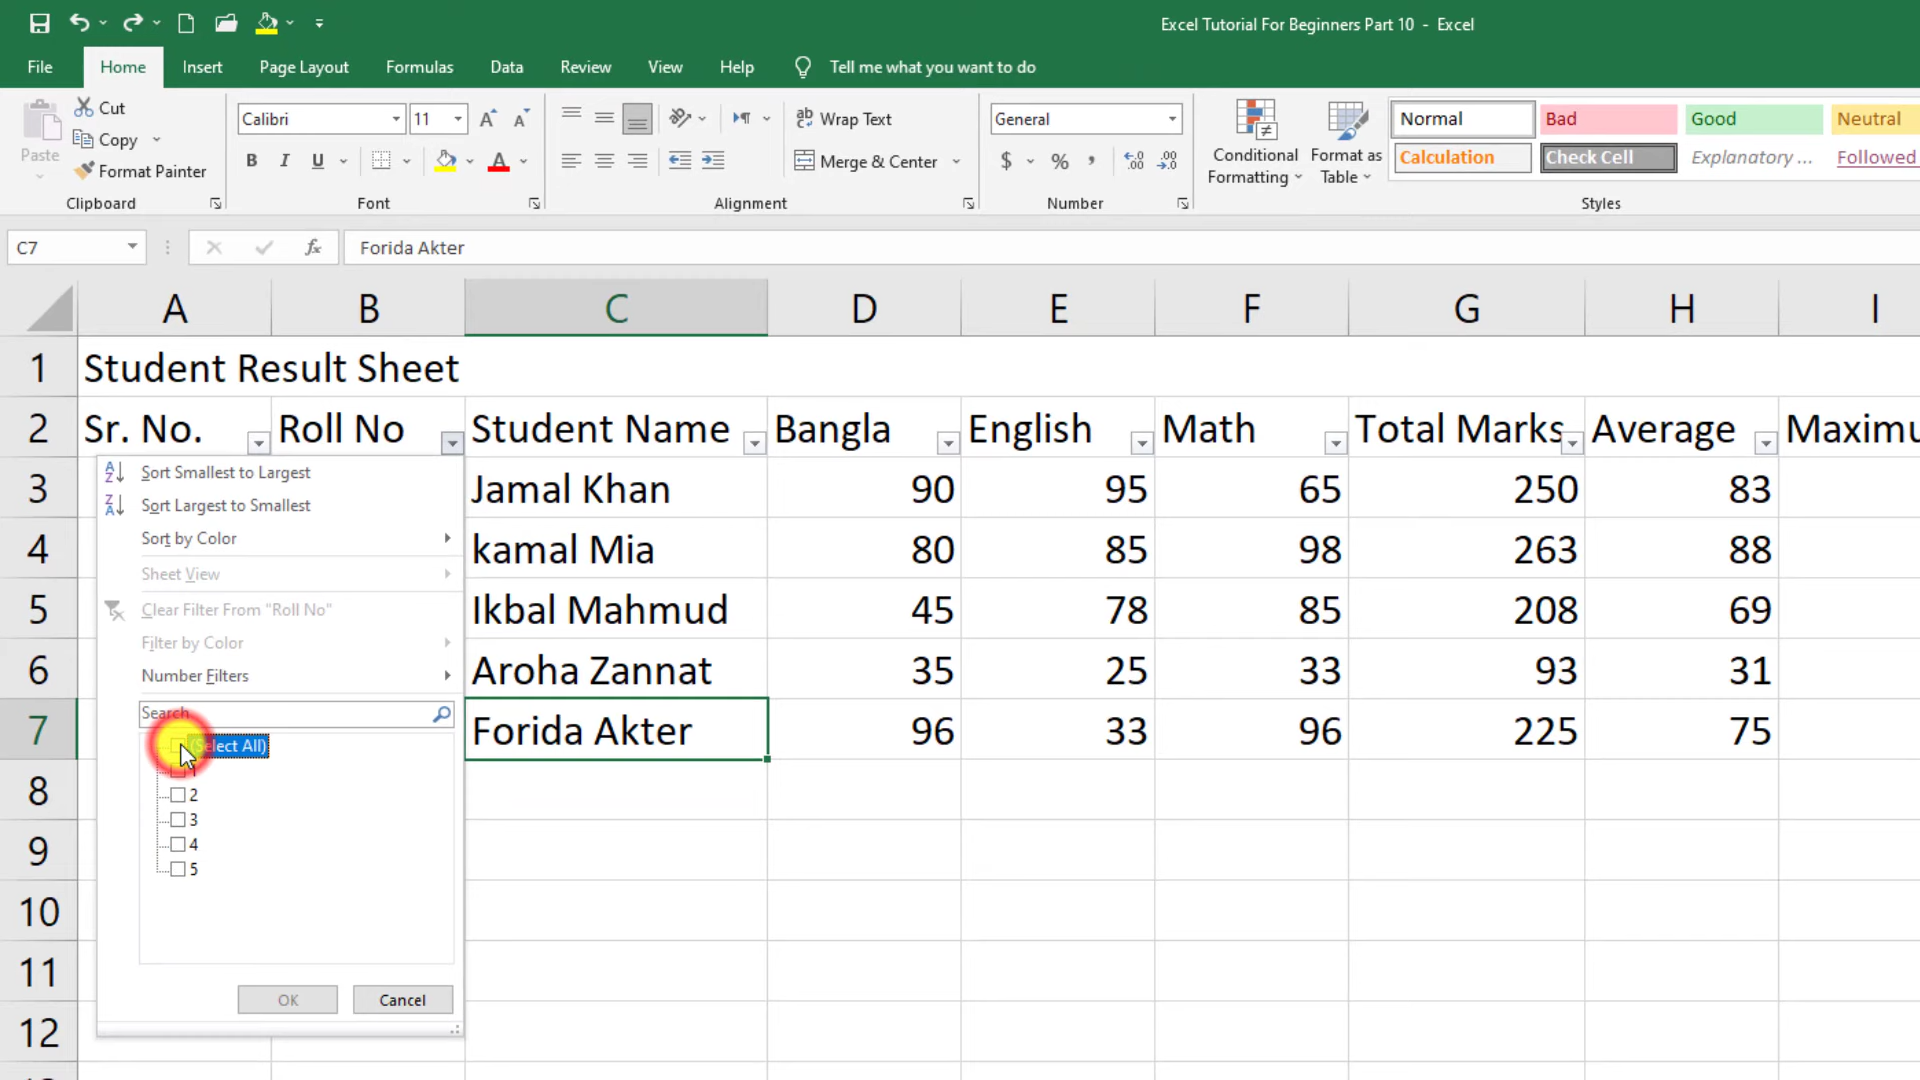 Excel Tutorial For Beginners Part 10 - Excel
File Home Insert Page Layout Formulas Data Review View Help Tell me what you want to do
Paste
Cut
Copy
Format Painter
Clipboard
Calibri 11
B I U A
Font
ab Wrap Text
Merge & Center
Alignment
General
$ % ,
Number
Conditional Formatting
Format as Table
Normal Bad Good Neutral
Calculation Check Cell Explanatory ... Followed
Styles
C7 fx Forida Akter
A B C D E F G H I
1 Student Result Sheet
2 Sr. No. Roll No Student Name Bangla English Math Total Marks Average Maximu
3 Jamal Khan 90 95 65 250 83
4 kamal Mia 80 85 98 263 88
5 Ikbal Mahmud 45 78 85 208 69
6 Aroha Zannat 35 25 33 93 31
7 Forida Akter 96 33 96 225 75
8
9
10
11
12
Sort Smallest to Largest
Sort Largest to Smallest
Sort by Color
Sheet View
Clear Filter From "Roll No"
Filter by Color
Number Filters
Search
(Select All)
1
2
3
4
5
OK Cancel